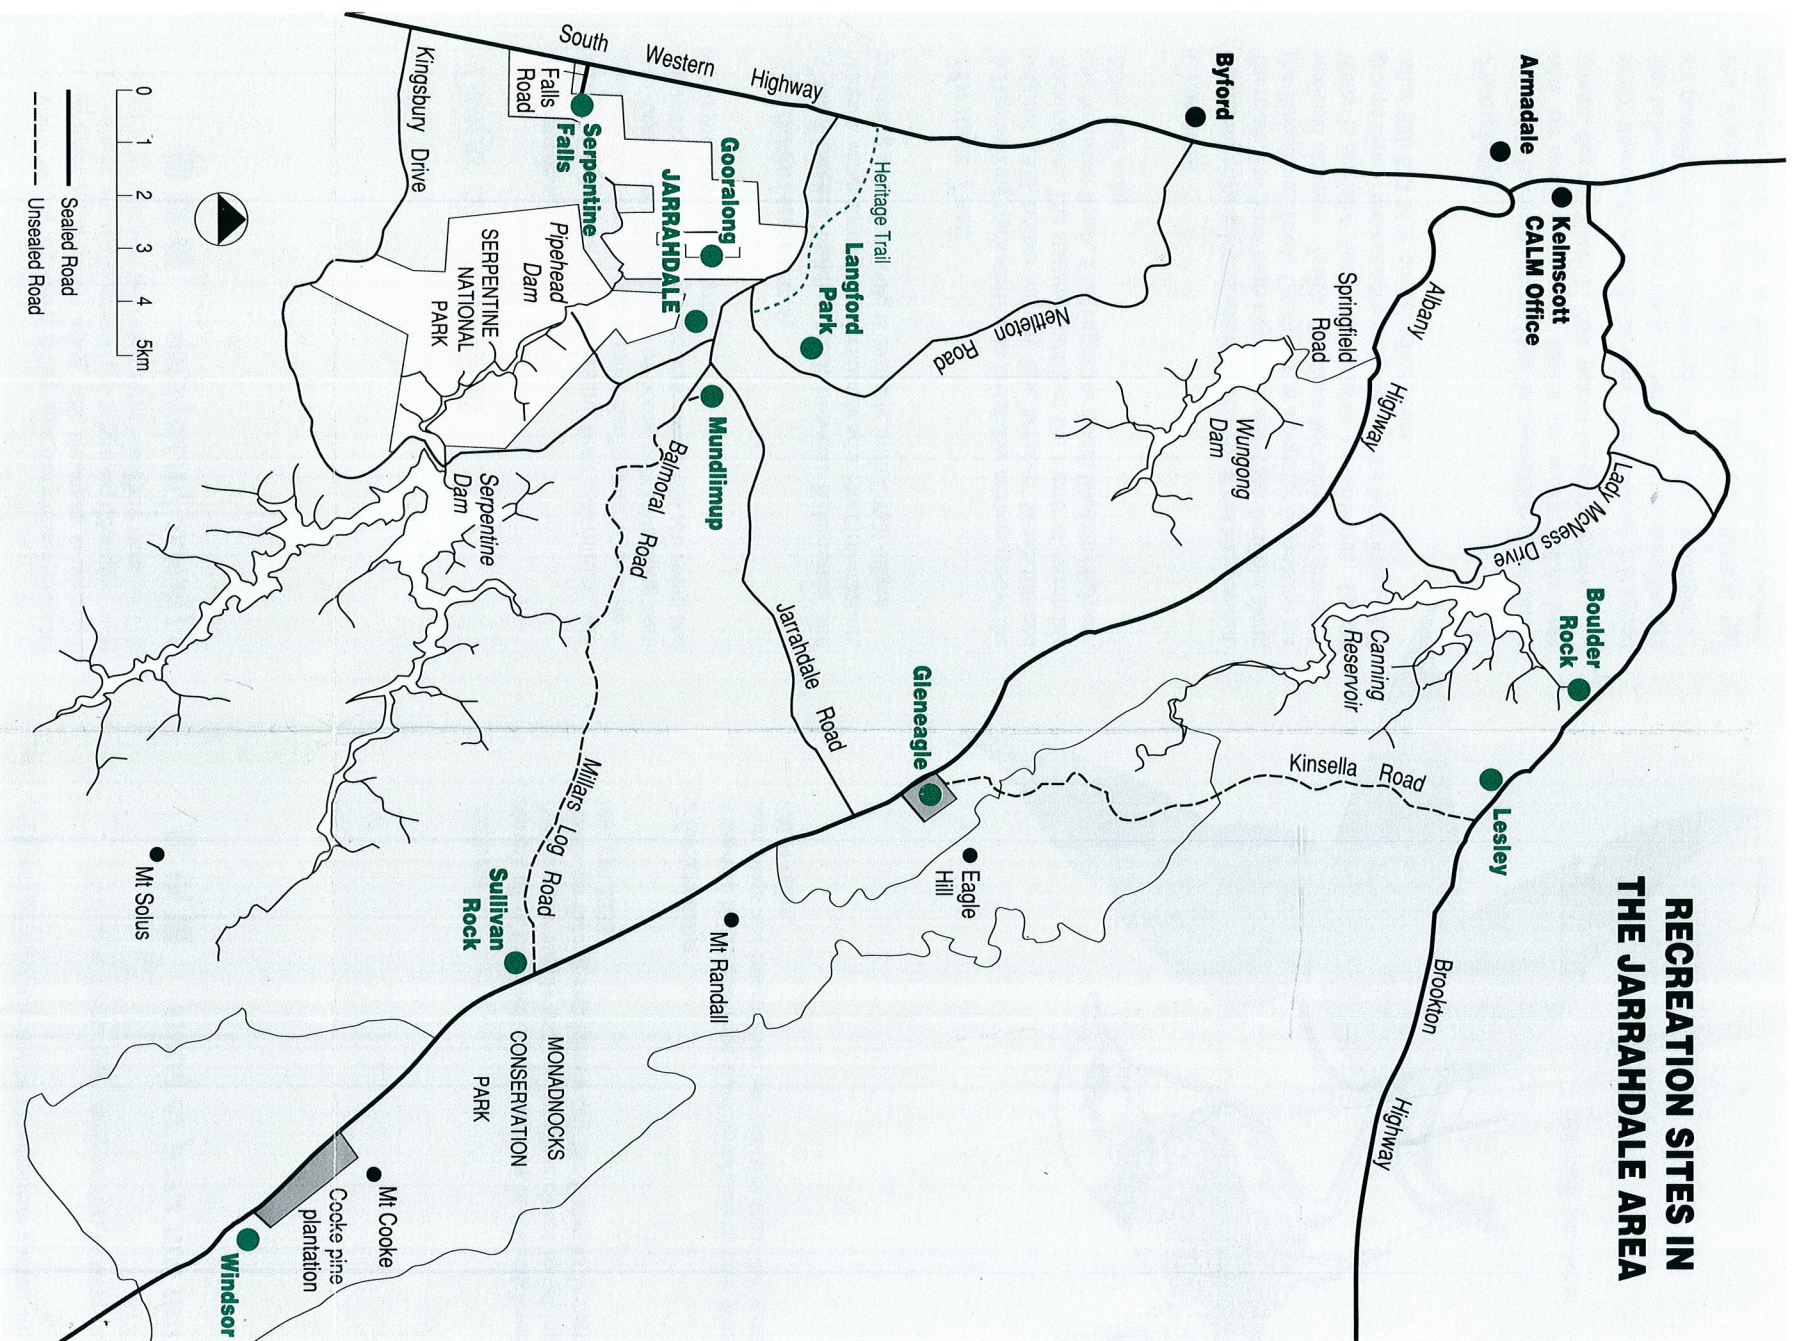 RECREATION SITES IN
THE JARRAHDALE AREA
Armadale
Kelmscott
CALM Office
Byford
Lady McNess Drive
Boulder
Rock
Lesley
Albany
Highway
Springfield
Road
Wungong
Dam
Canning
Reservoir
Kinsella Road
Brookton
Highway
South Western Highway
Heritage Trail
Langford
Park
Nettleton
Road
Gooralong
JARRAHDALE
Serpentine
Falls
Falls
Road
Kingsbury Drive
Pipehead
Dam
SERPENTINE
NATIONAL
PARK
Mundlimup
Balmoral Road
Jarrahdale Road
Serpentine
Dam
Gleneagle
Eagle
Hill
Millars Log Road
Sullivan
Rock
Mt Randall
Mt Solus
MONADNOCKS
CONSERVATION
PARK
Mt Cooke
Cooke pine
plantation
Windsor
0 1 2 3 4 5km
Sealed Road
Unsealed Road